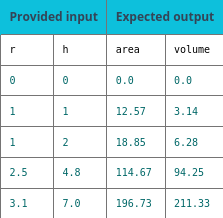 Provided input Expected output
r h area volume
0 0 0.0 0.0
1 1 12.57 3.14
1 2 18.85 6.28
2.5 4.8 114.67 94.25
3.1 7.0 196.73 211.33